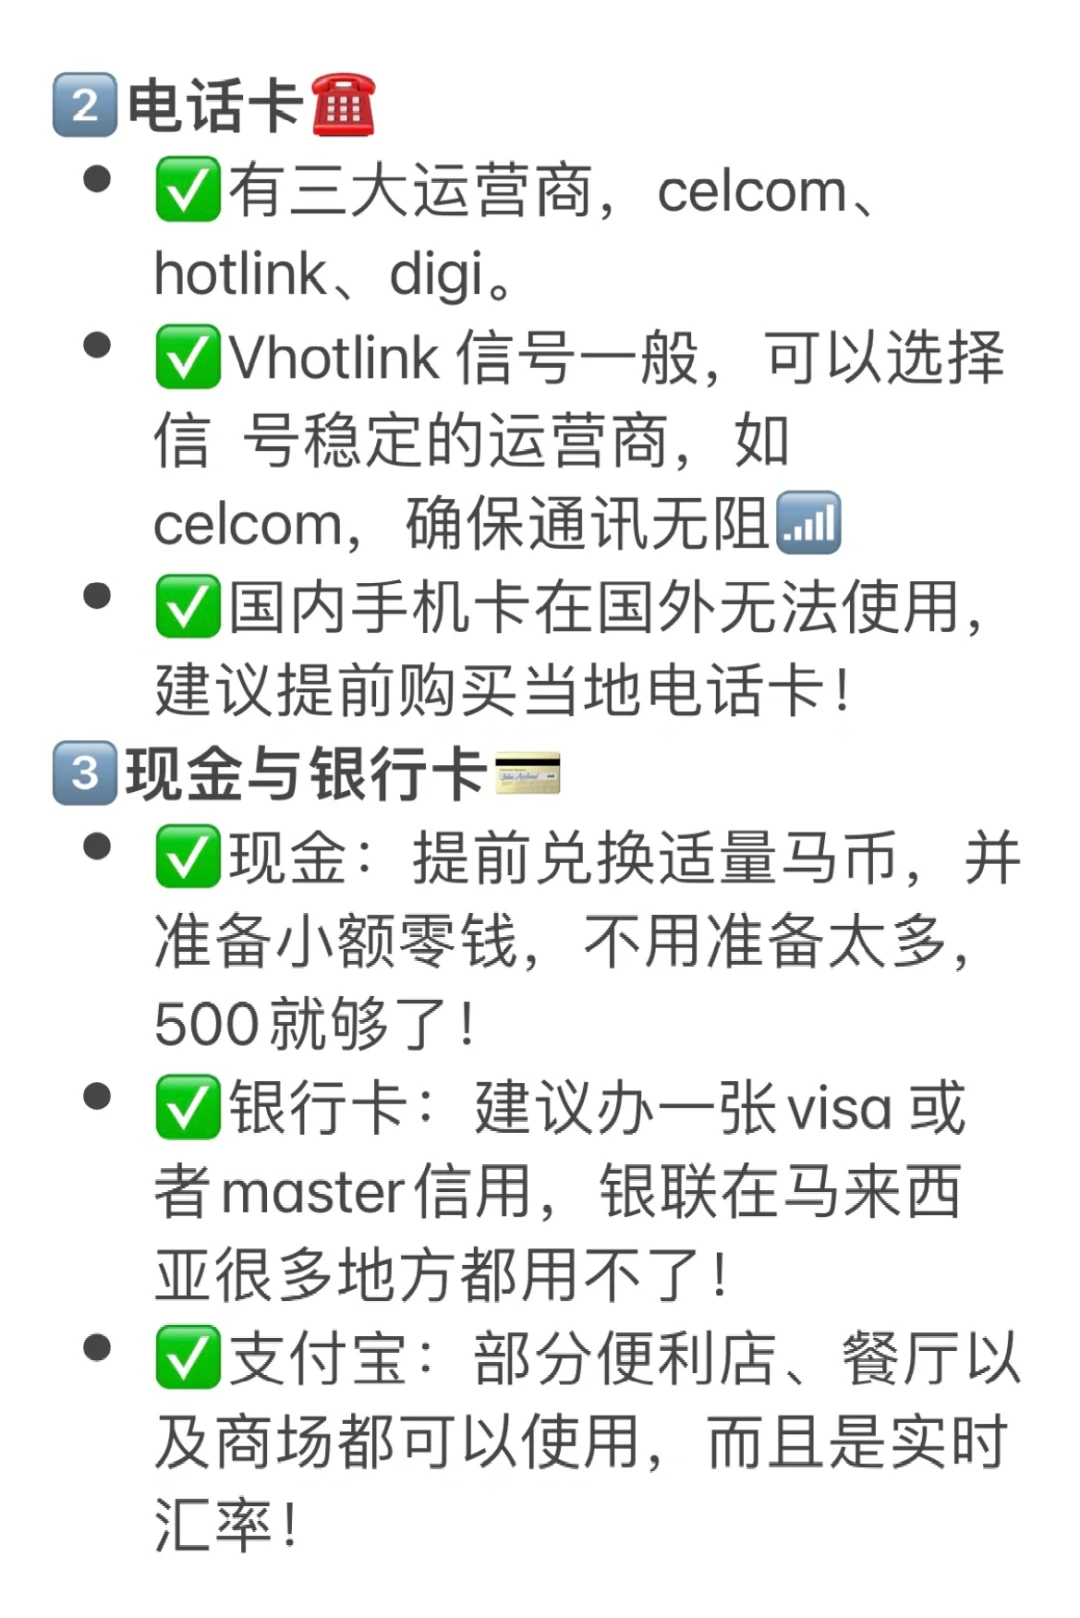 2️⃣电话卡☎️
• ✅有三大运营商，celcom、
hotlink、digi。
• ✅Vhotlink 信号一般，可以选择
信 号稳定的运营商，如
celcom，确保通讯无阻📶
• ✅国内手机卡在国外无法使用，
建议提前购买当地电话卡！
3️⃣现金与银行卡💳
• ✅现金：提前兑换适量马币，并
准备小额零钱，不用准备太多，
500就够了！
• ✅银行卡：建议办一张visa 或
者master信用，银联在马来西
亚很多地方都用不了！
• ✅支付宝：部分便利店、餐厅以
及商场都可以使用，而且是实时
汇率！